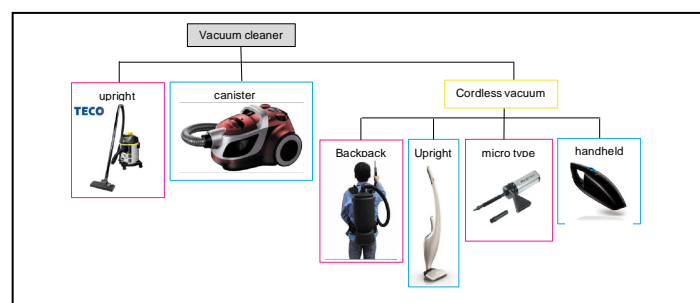 Vacuum cleaner
upright
canister
Cordless vacuum
TECO
Backpack
Upright
micro type
handheld